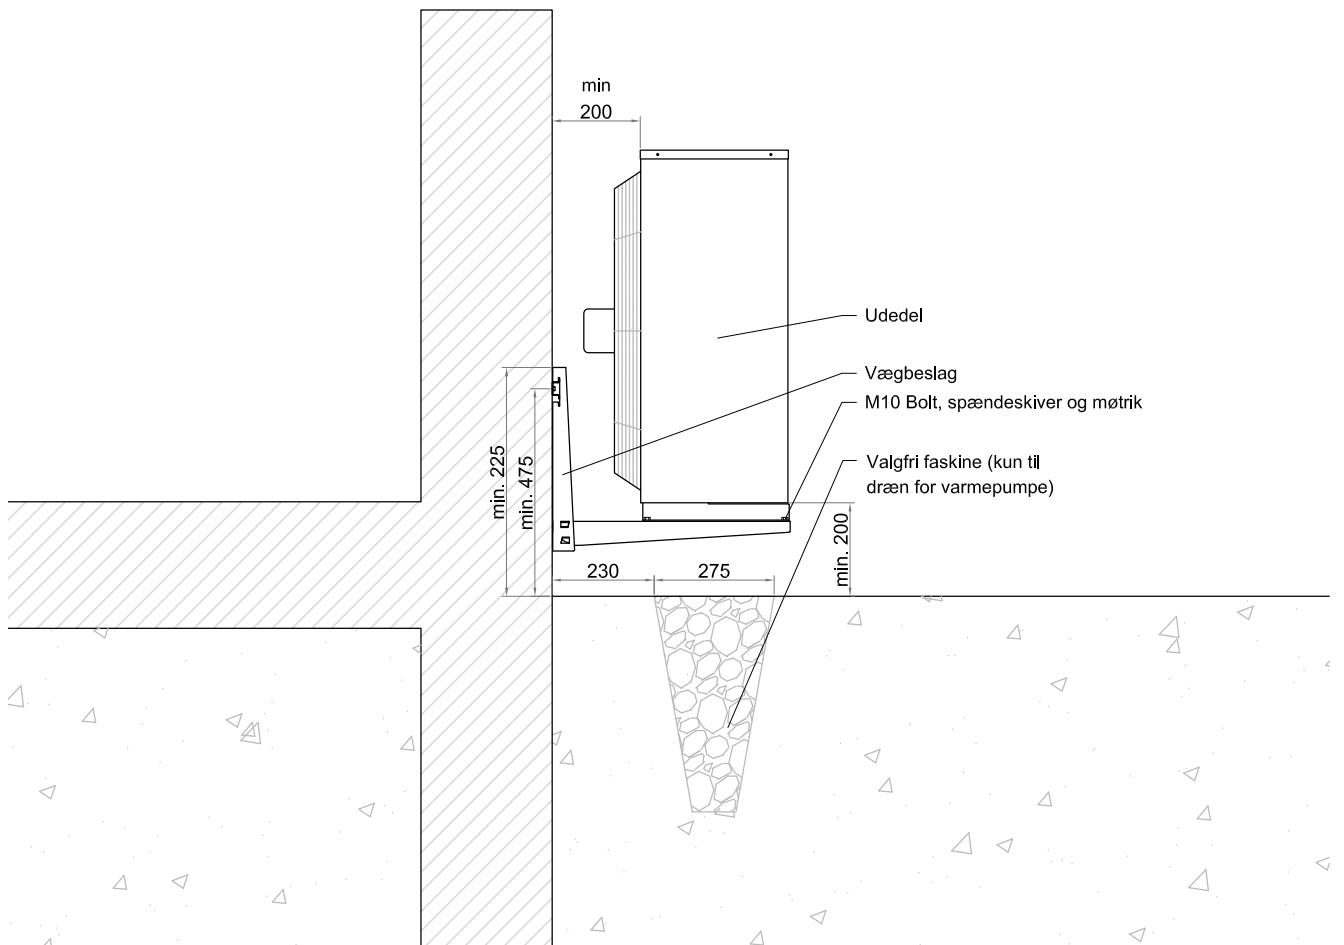 min
200
Udedel
Vægbeslag
M10 Bolt, spændeskiver og møtrik
Valgfri faskine (kun til
dræn for varmepumpe)
min. 225
min. 475
230
275
min. 200